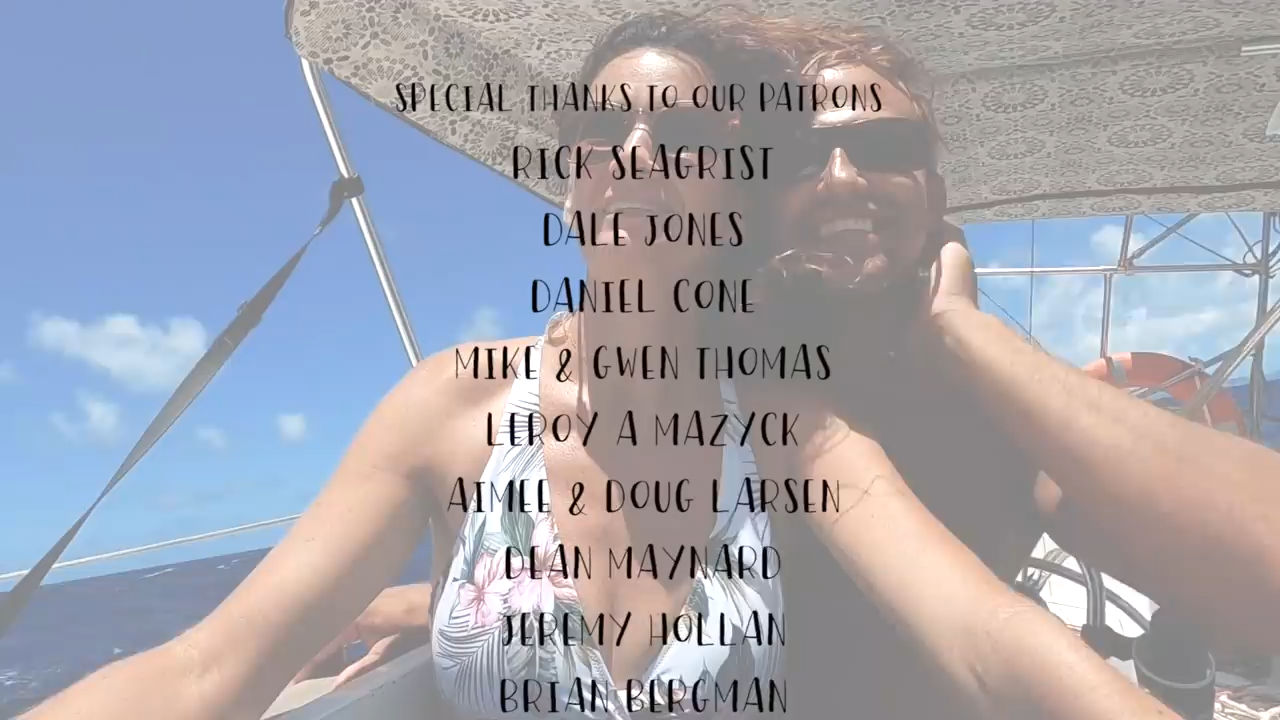 SPECIAL THANKS TO OUR PATRONS
RICK SEAGRIST
DALE JONES
DANIEL CONE
MIKE & GWEN THOMAS
LEROY A MAZYCK
AIMEE & DOUG LARSEN
DEAN MAYNARD
JEREMY HOLLAN
BRIAN BERGMAN